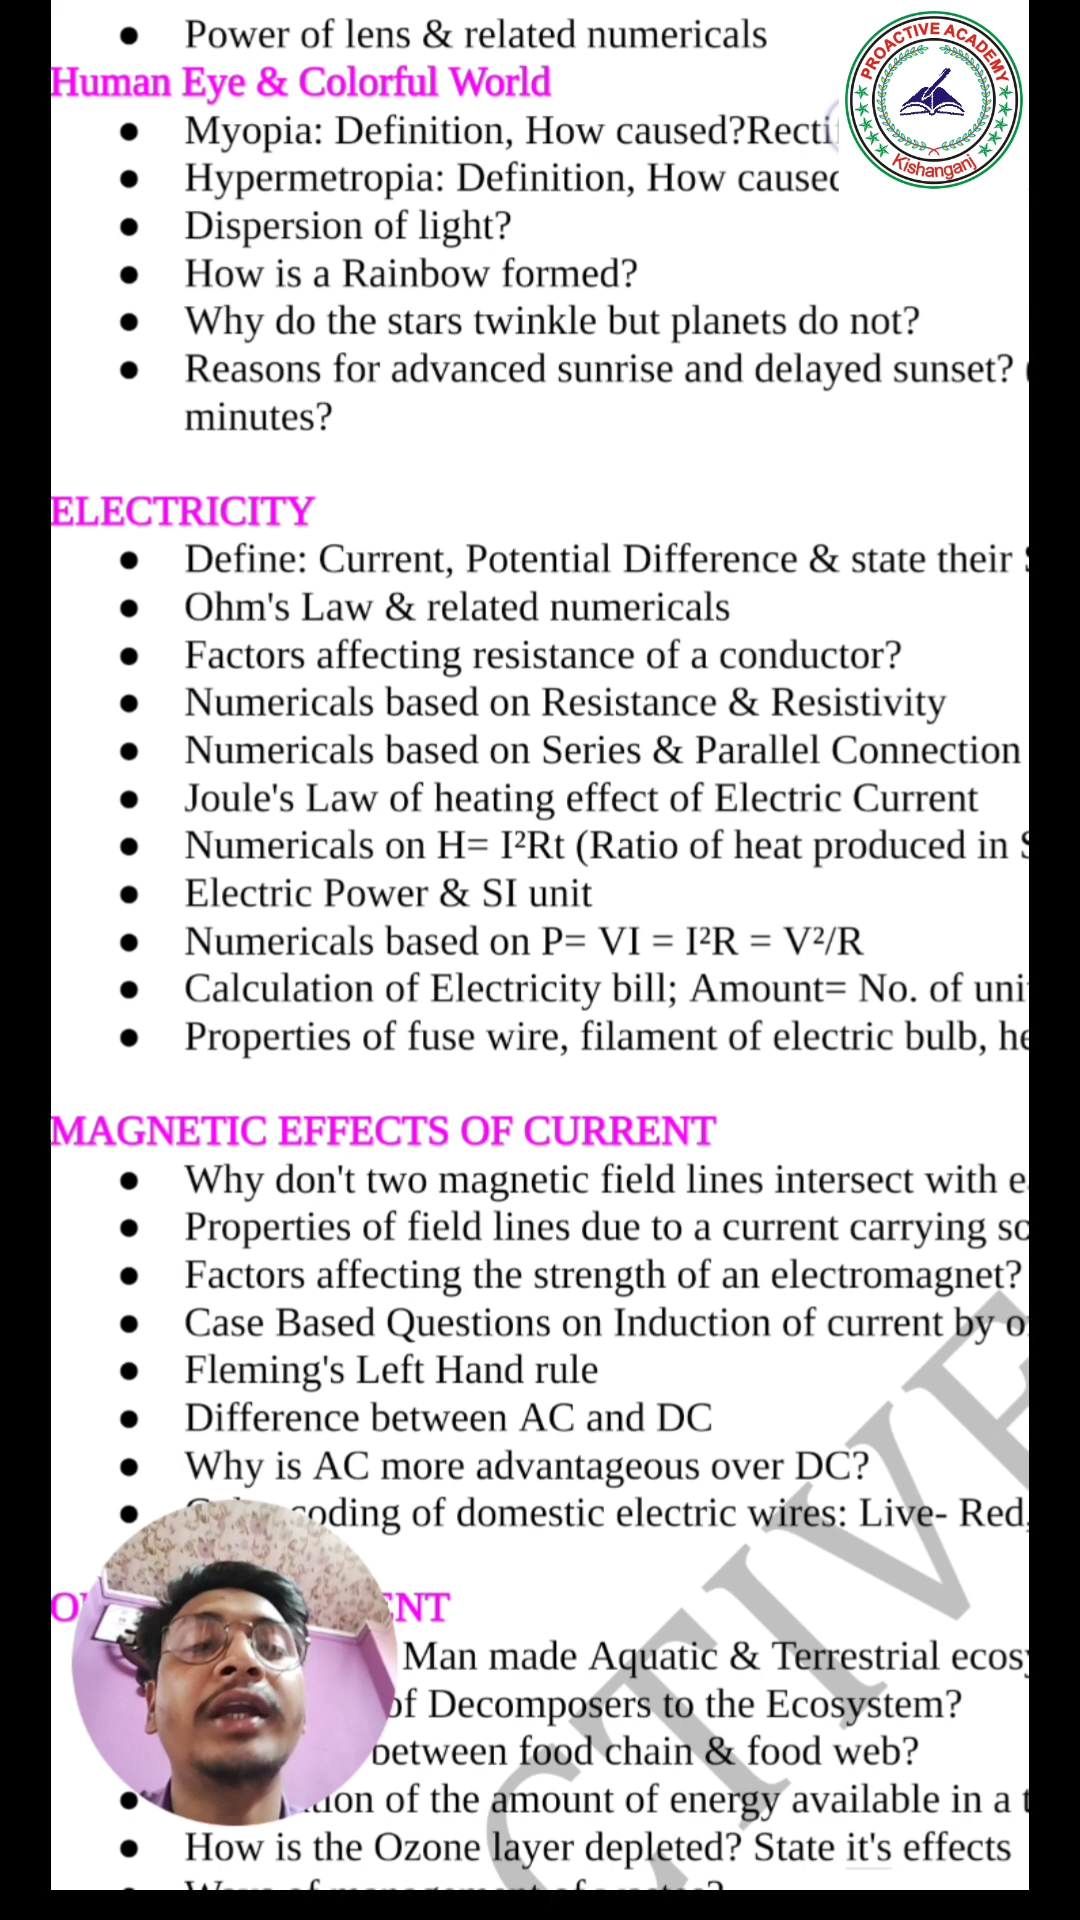 Power of lens & related numericals
PROACTIVE ACADEMY
Kishanganj
Human Eye & Colorful World
Myopia: Definition, How caused?
Hypermetropia: Definition, How
Dispersion of light?
How is a Rainbow formed?
Why do the stars twinkle but planets do not?
Reasons for advanced sunrise and delayed sunset?
minutes?
ELECTRICITY
Define: Current, Potential Difference & state their
Ohm's Law & related numericals
Factors affecting resistance of a conductor?
Numericals based on Resistance & Resistivity
Numericals based on Series & Parallel Connection
Joule's Law of heating effect of Electric Current
Numericals on H= I²Rt (Ratio of heat produced in
Electric Power & SI unit
Numericals based on P= VI = I²R = V²/R
Calculation of Electricity bill; Amount= No. of
Properties of fuse wire, filament of electric bulb,
MAGNETIC EFFECTS OF CURRENT
Why don't two magnetic field lines intersect with
Properties of field lines due to a current carrying
Factors affecting the strength of an electromagnet?
Case Based Questions on Induction of current by
Fleming's Left Hand rule
Difference between AC and DC
Why is AC more advantageous over DC?
of domestic electric wires: Live- Red,
Man made Aquatic & Terrestrial
of Decomposers to the Ecosystem?
between food chain & food web?
of the amount of energy available in a
How is the Ozone layer depleted? State it's effects